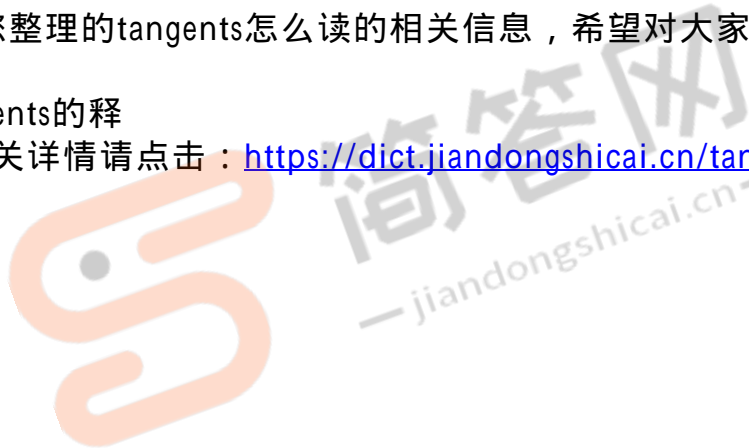 整理的tangents怎么读的相关信息，希望对大家
ents的释
关详情请点击：https://dict.jiandongshicai.cn/tan
简答网
jiandongshicai.cn